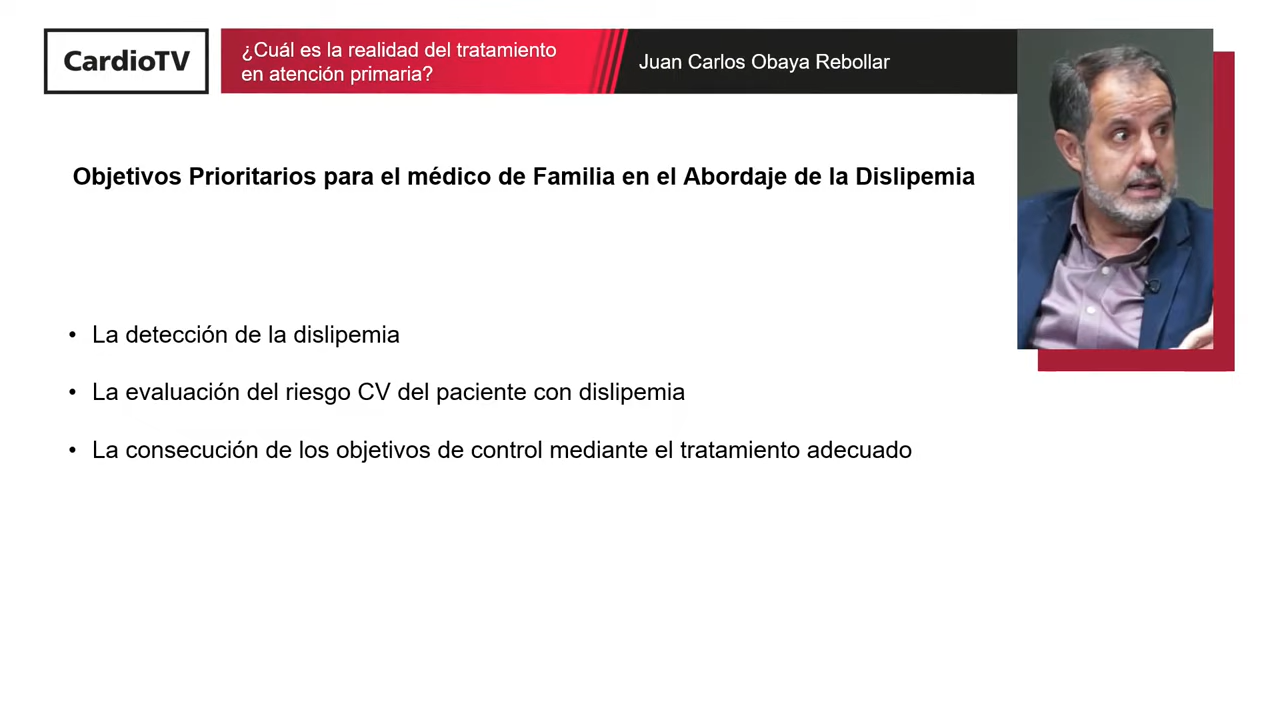 CardioTV
¿Cuál es la realidad del tratamiento
en atención primaria?
Juan Carlos Obaya Rebollar
Objetivos Prioritarios para el médico de Familia en el Abordaje de la Dislipemia
• La detección de la dislipemia
• La evaluación del riesgo CV del paciente con dislipemia
• La consecución de los objetivos de control mediante el tratamiento adecuado